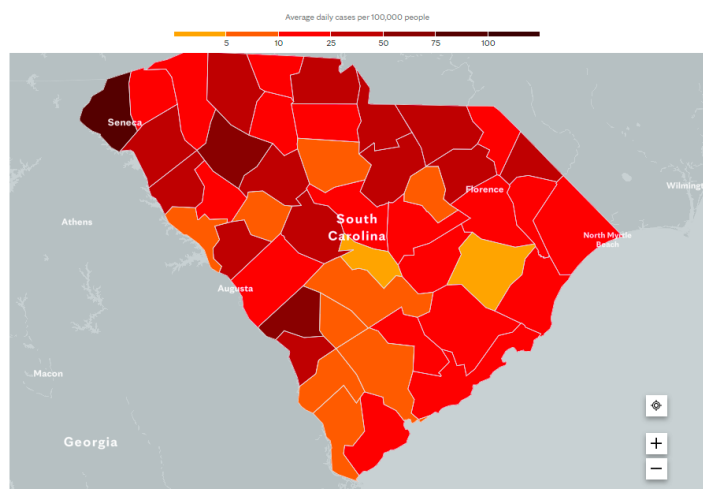 Average daily cases per 100,000 people
5 10 25 50 75 100
Seneca
Athens
South
Carolina
Florence
Wilmingt
North Myrtle
Beach
Augusta
Macon
Georgia
+
−